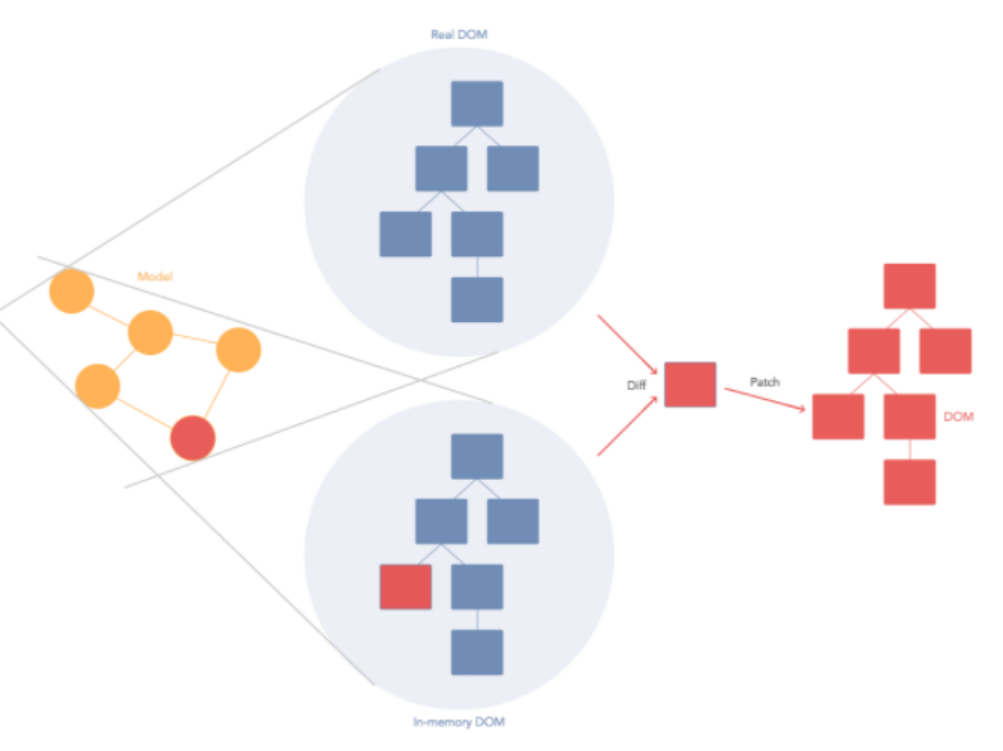 Real DOM
Model
Diff
Patch
DOM
In-memory DOM